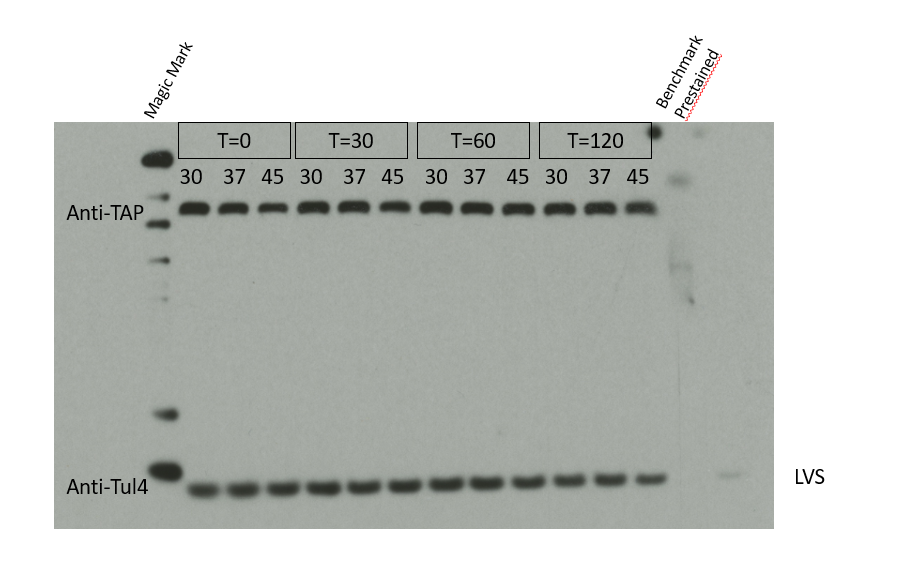 Magic Mark
Benchmark
Prestained
T=0 T=30 T=60 T=120
30 37 45 30 37 45 30 37 45 30 37 45
Anti-TAP
Anti-Tul4
LVS